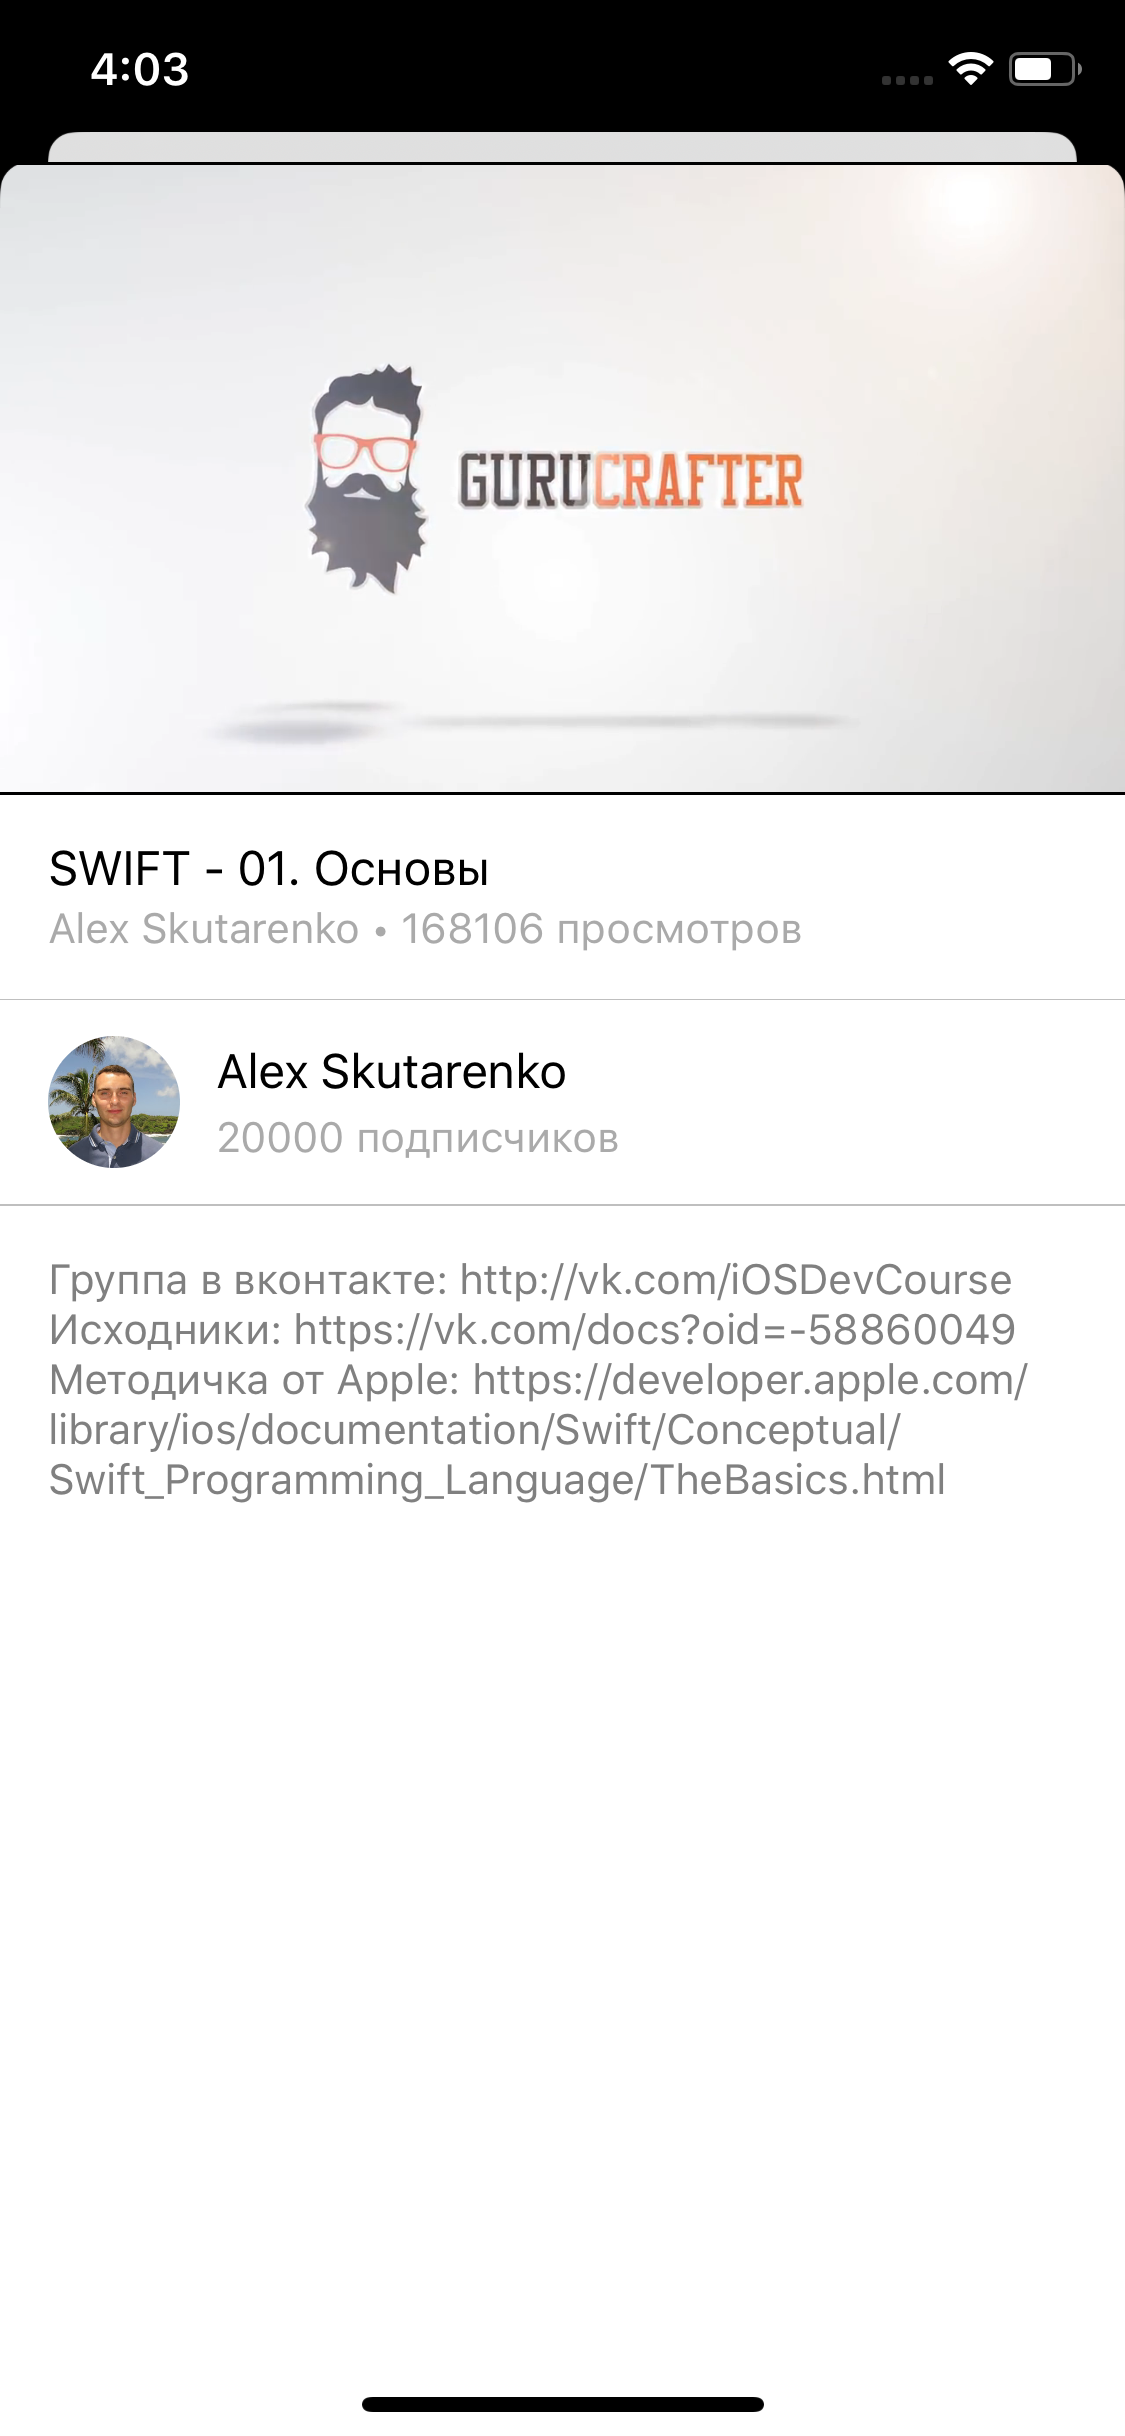 4:03
GURUCRAFTER
SWIFT - 01. Основы
Alex Skutarenko • 168106 просмотров
Alex Skutarenko
20000 подписчиков
Группа в вконтакте: http://vk.com/iOSDevCourse
Исходники: https://vk.com/docs?oid=-58860049
Методичка от Apple: https://developer.apple.com/
library/ios/documentation/Swift/Conceptual/
Swift_Programming_Language/TheBasics.html